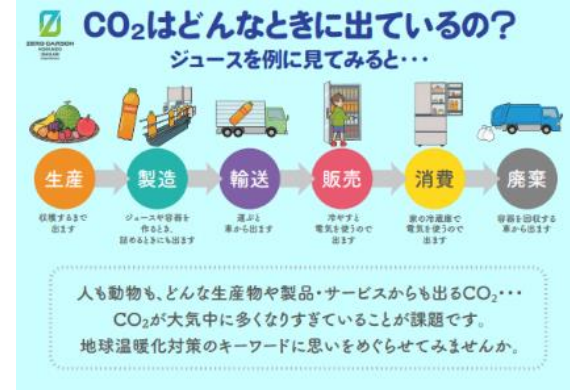 ZERO CARBON
CO₂はどんなときに出ているの？
ジュースを例に見てみると・・・
生産
製造
輸送
販売
消費
廃棄
収穫するまで
出ます
ジュースや容器を
作るとき、
詰めるときにも出ます
運ぶと
車から出ます
冷やすと
電気を使うので
出ます
家の冷蔵庫で
電気を使うので
出ます
容器を回収する
車から出ます
人も動物も、どんな生産物や製品・サービスからも出るCO₂・・・
CO₂が大気中に多くなりすぎていることが課題です。
地球温暖化対策のキーワードに思いをめぐらせてみませんか。